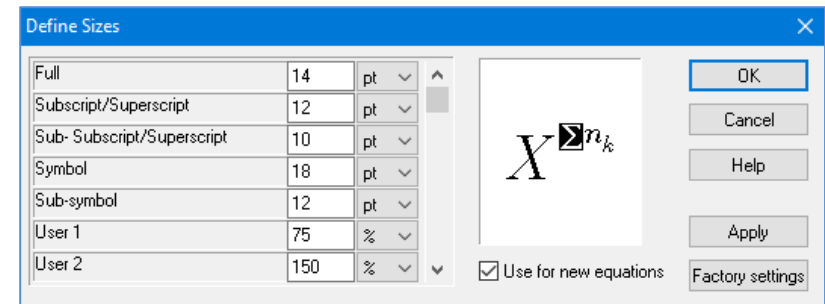 Define Sizes
Full 14 pt
Subscript/Superscript 12 pt
Sub- Subscript/Superscript 10 pt
Symbol 18 pt
Sub-symbol 12 pt
User 1 75 %
User 2 150 %
X Σ n k
Use for new equations
OK
Cancel
Help
Apply
Factory settings